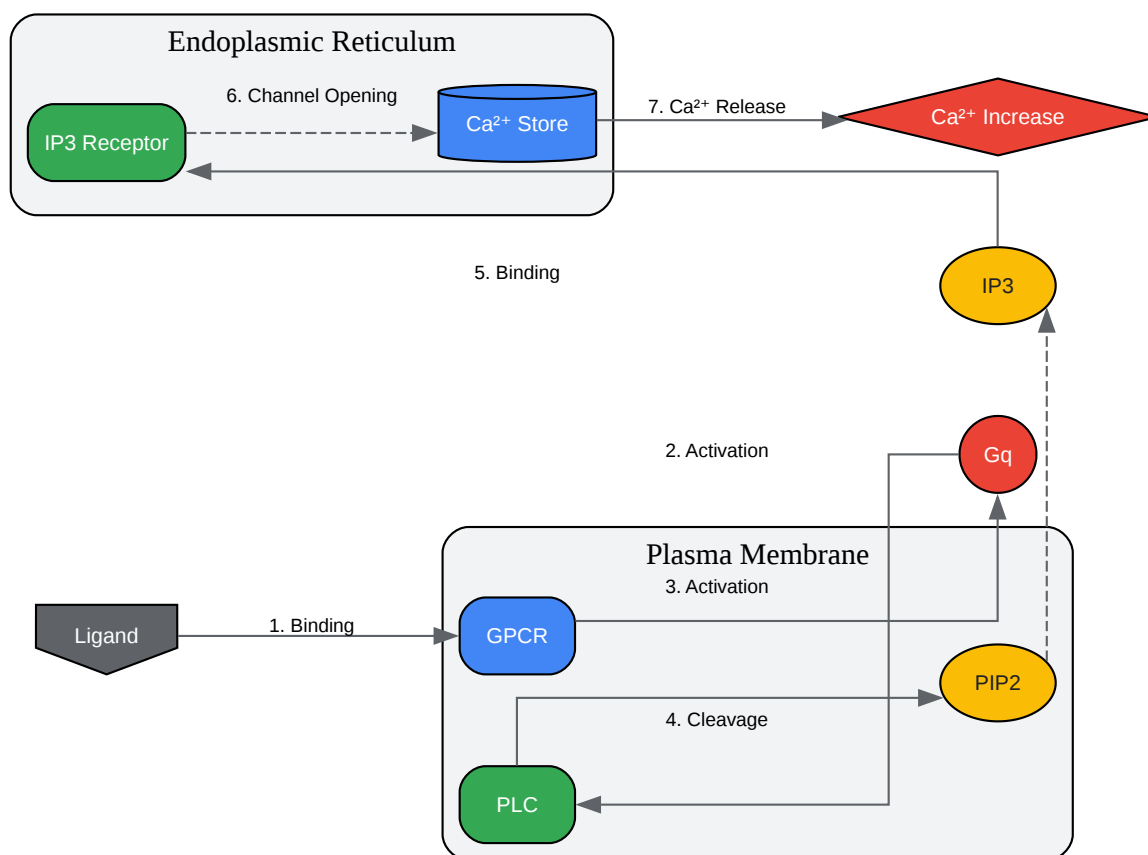 Endoplasmic Reticulum
6. Channel Opening
IP3 Receptor
Ca²⁺ Store
7. Ca²⁺ Release
Ca²⁺ Increase
5. Binding
IP3
2. Activation
Gq
Plasma Membrane
3. Activation
Ligand
1. Binding
GPCR
PIP2
4. Cleavage
PLC